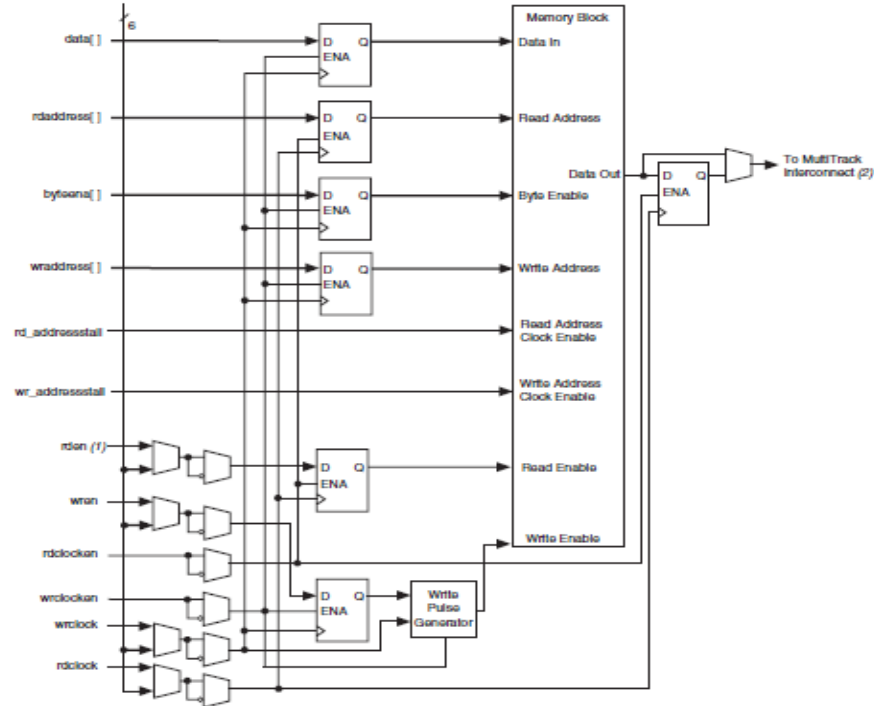 6
Memory Block
data[ ]
D Q
ENA
Data In
rdaddress[ ]
D Q
ENA
Read Address
To MultiTrack
Interconnect (2)
Data Out
D Q
ENA
byteena[ ]
D Q
ENA
Byte Enable
wraddress[ ]
D Q
ENA
Write Address
rd_addressstall
Read Address
Clock Enable
wr_addressstall
Write Address
Clock Enable
rden (1)
D Q
ENA
Read Enable
wren
Write Enable
rdclocken
wrclocken
D Q
ENA
Write
Pulse
Generator
wrclock
rdclock